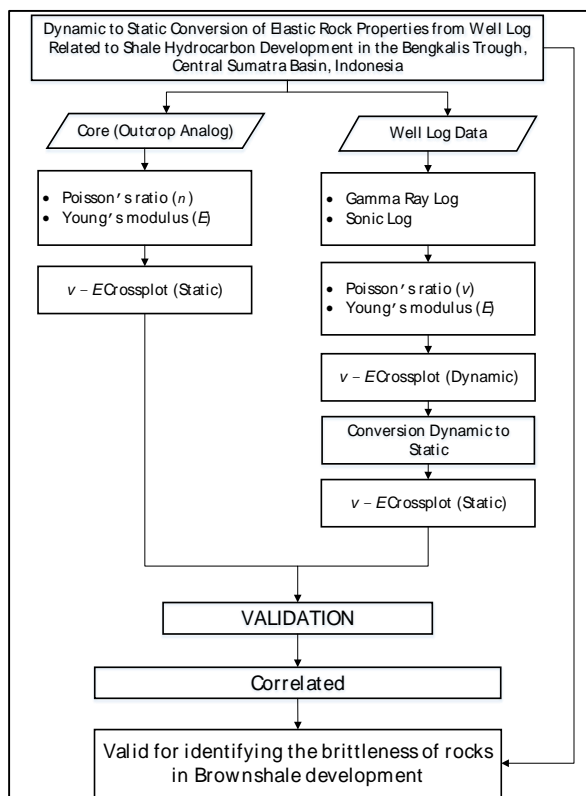 Dynamic to Static Conversion of Elastic Rock Properties from Well Log
Related to Shale Hydrocarbon Development in the Bengkalis Trough,
Central Sumatra Basin, Indonesia
Core (Outcrop Analog)
• Poisson's ratio (n)
• Young's modulus (E)
v – E Crossplot (Static)
Well Log Data
• Gamma Ray Log
• Sonic Log
• Poisson's ratio (v)
• Young's modulus (E)
v – E Crossplot (Dynamic)
Conversion Dynamic to
Static
v – E Crossplot (Static)
VALIDATION
Correlated
Valid for identifying the brittleness of rocks
in Brownshale development